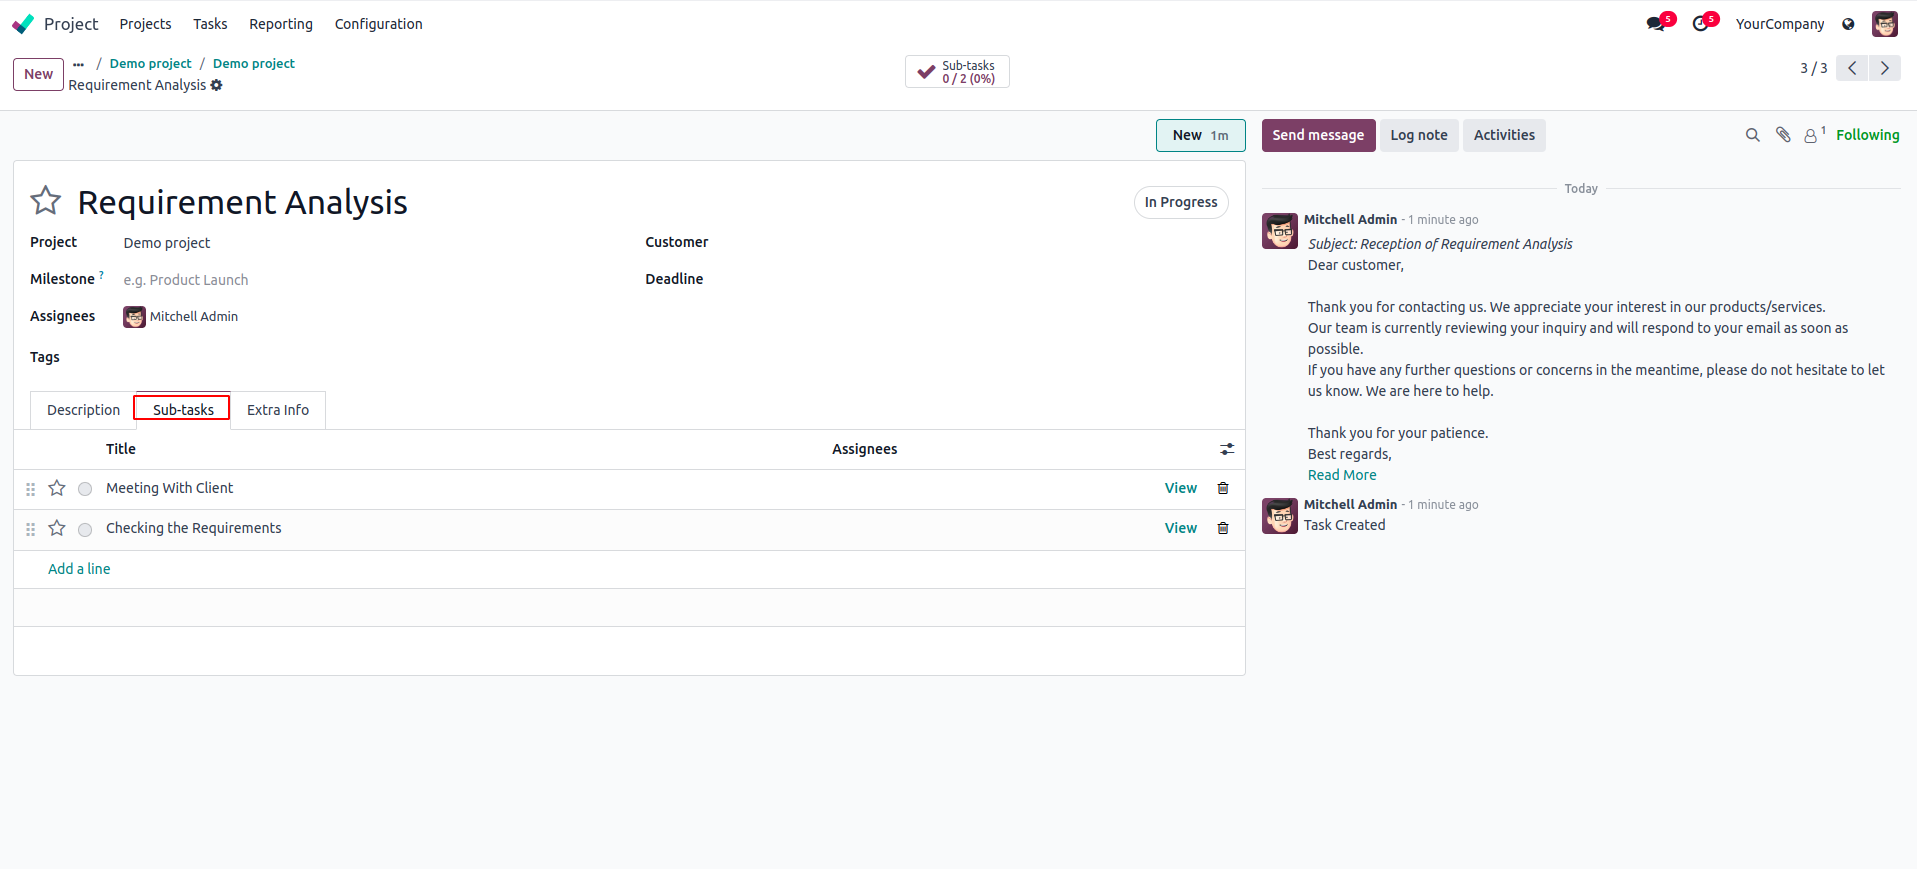 Project Projects Tasks Reporting Configuration 5 5 YourCompany
New ... / Demo project / Demo project
Requirement Analysis
Sub-tasks
0 / 2 (0%)
3 / 3
New 1m
Send message Log note Activities 1 Following
Requirement Analysis
In Progress
Project Demo project
Customer
Milestone ? e.g. Product Launch
Deadline
Assignees Mitchell Admin
Tags
Description Sub-tasks Extra Info
Title Assignees
Meeting With Client View
Checking the Requirements View
Add a line
Today
Mitchell Admin - 1 minute ago
Subject: Reception of Requirement Analysis
Dear customer,
Thank you for contacting us. We appreciate your interest in our products/services.
Our team is currently reviewing your inquiry and will respond to your email as soon as
possible.
If you have any further questions or concerns in the meantime, please do not hesitate to let
us know. We are here to help.
Thank you for your patience.
Best regards,
Read More
Mitchell Admin - 1 minute ago
Task Created